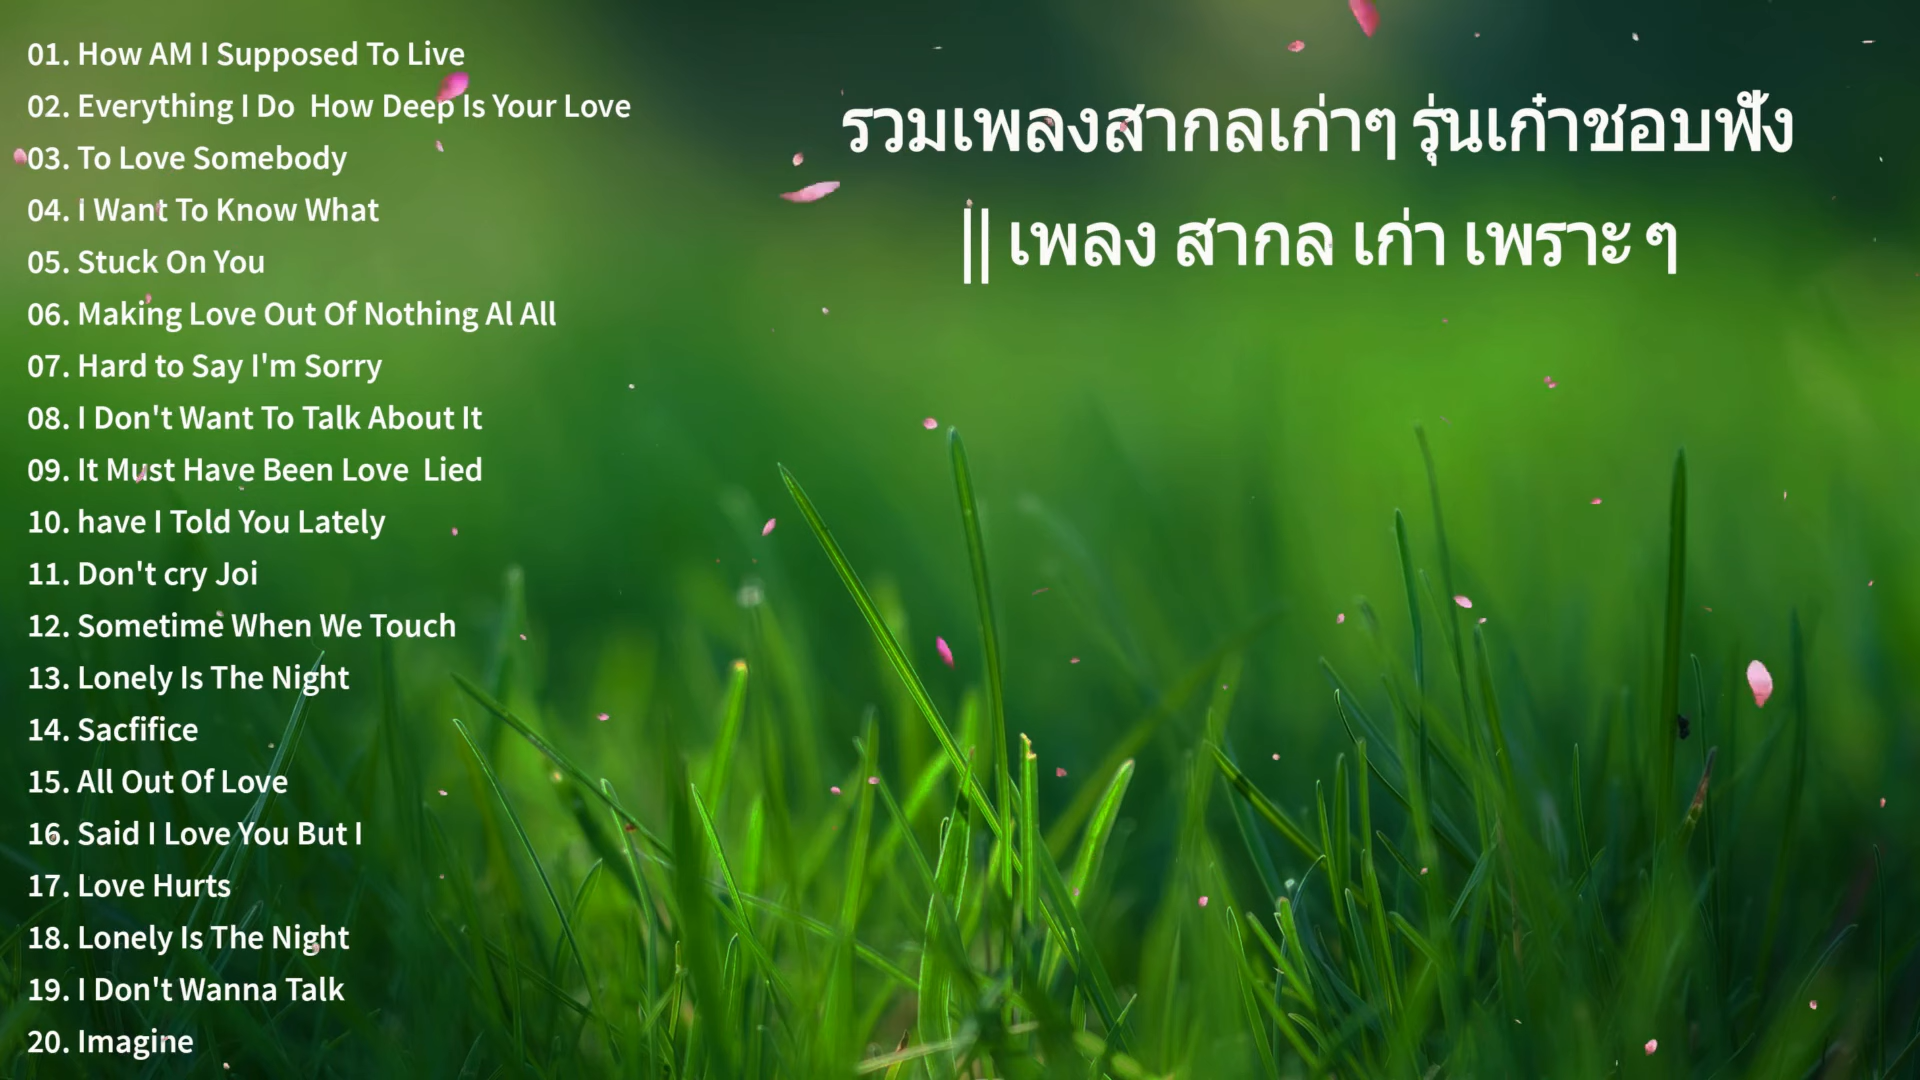 01. How AM I Supposed To Live
02. Everything I Do  How Deep Is Your Love
03. To Love Somebody
04. i Want To Know What
05. Stuck On You
06. Making Love Out Of Nothing Al All
07. Hard to Say I'm Sorry
08. I Don't Want To Talk About It
09. It Must Have Been Love  Lied
10. have I Told You Lately
11. Don't cry Joi
12. Sometime When We Touch
13. Lonely Is The Night
14. Sacfifice
15. All Out Of Love
16. Said I Love You But I
17. Love Hurts
18. Lonely Is The Night
19. I Don't Wanna Talk
20. Imagine
รวมเพลงสากลเก่าๆ รุ่นเก๋าชอบฟัง
|| เพลง สากล เก่า เพราะ ๆ